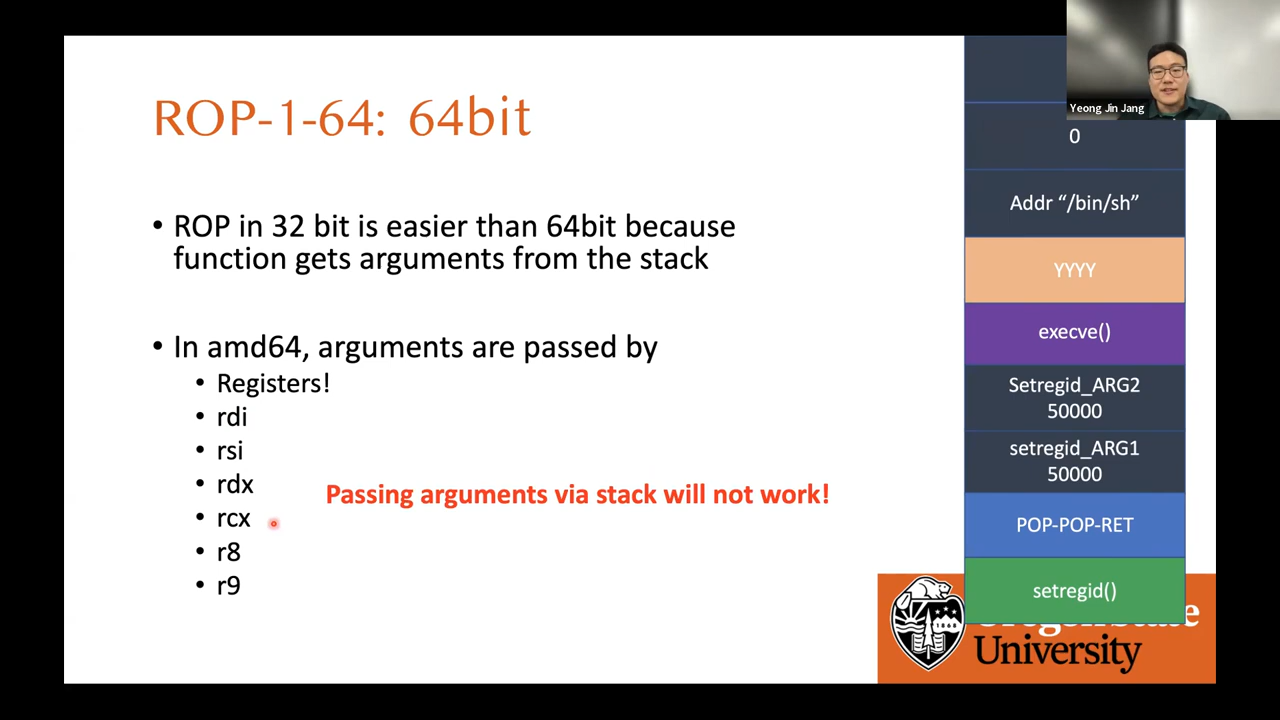 Yeong Jin Jang
ROP-1-64: 64bit
• ROP in 32 bit is easier than 64bit because
function gets arguments from the stack
• In amd64, arguments are passed by
• Registers!
• rdi
• rsi
• rdx
• rcx
• r8
• r9
Passing arguments via stack will not work!
0
Addr “/bin/sh”
YYYY
execve()
Setregid_ARG2
50000
setregid_ARG1
50000
POP-POP-RET
setregid()
Oregon State
University